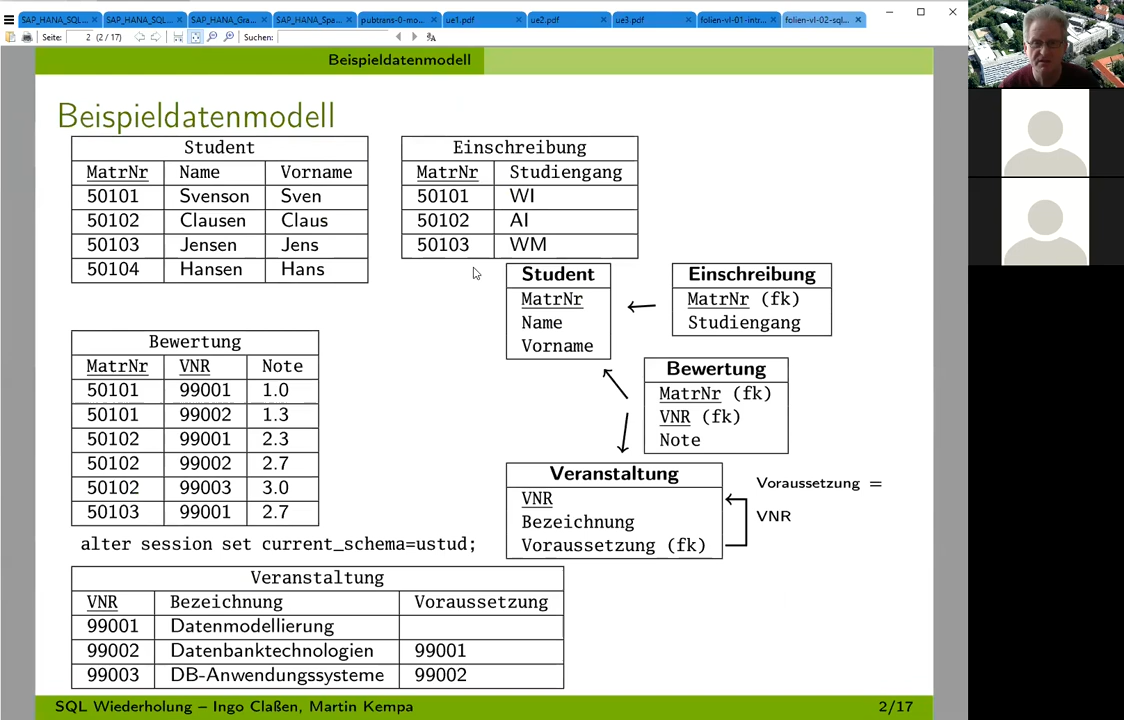 SAP_HANA_SQL... SAP_HANA_SQL... SAP_HANA_Gra... SAP_HANA_Spa... pubtrans-0-mo... ue1.pdf ue2.pdf ue3.pdf folien-vl-01-intr... folien-vl-02-sql...
Seite: 2 (2 / 17) Suchen:
Beispieldatenmodell
Beispieldatenmodell
Student
MatrNr Name Vorname
50101 Svenson Sven
50102 Clausen Claus
50103 Jensen Jens
50104 Hansen Hans
Einschreibung
MatrNr Studiengang
50101 WI
50102 AI
50103 WM
Student
MatrNr
Name
Vorname
Einschreibung
MatrNr (fk)
Studiengang
Bewertung
MatrNr VNR Note
50101 99001 1.0
50101 99002 1.3
50102 99001 2.3
50102 99002 2.7
50102 99003 3.0
50103 99001 2.7
Bewertung
MatrNr (fk)
VNR (fk)
Note
Veranstaltung
VNR
Bezeichnung
Voraussetzung (fk)
Voraussetzung =
VNR
alter session set current_schema=ustud;
Veranstaltung
VNR Bezeichnung Voraussetzung
99001 Datenmodellierung
99002 Datenbanktechnologien 99001
99003 DB-Anwendungssysteme 99002
SQL Wiederholung – Ingo Claßen, Martin Kempa 2/17